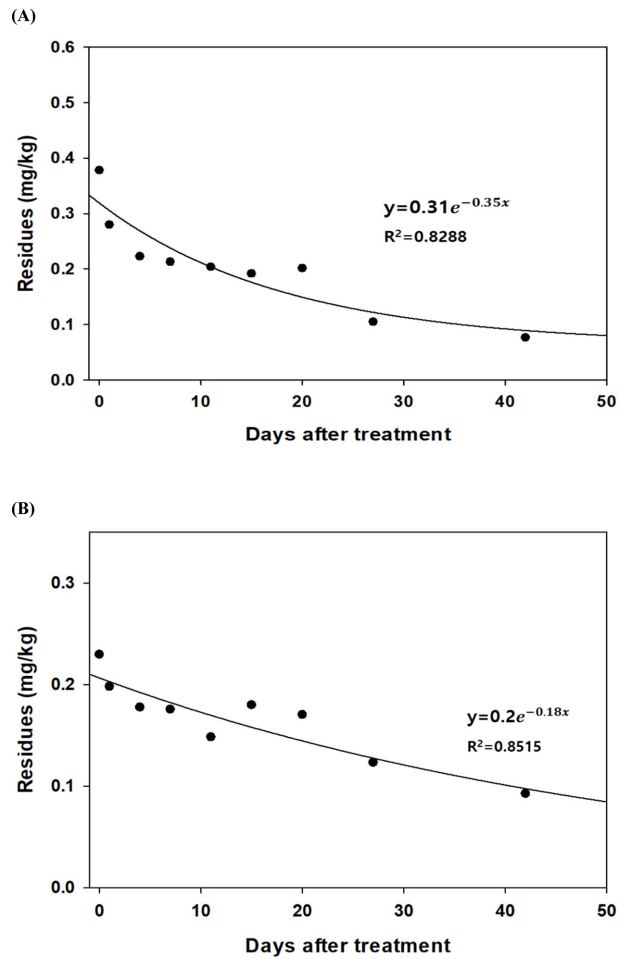 (A)
0.6
0.5
0.4
0.3
0.2
0.1
0.0
Residues (mg/kg)
y=0.31e^{-0.35x}
R²=0.8288
0 10 20 30 40 50
Days after treatment
(B)
0.3
0.2
0.1
0.0
Residues (mg/kg)
y=0.2e^{-0.18x}
R²=0.8515
0 10 20 30 40 50
Days after treatment